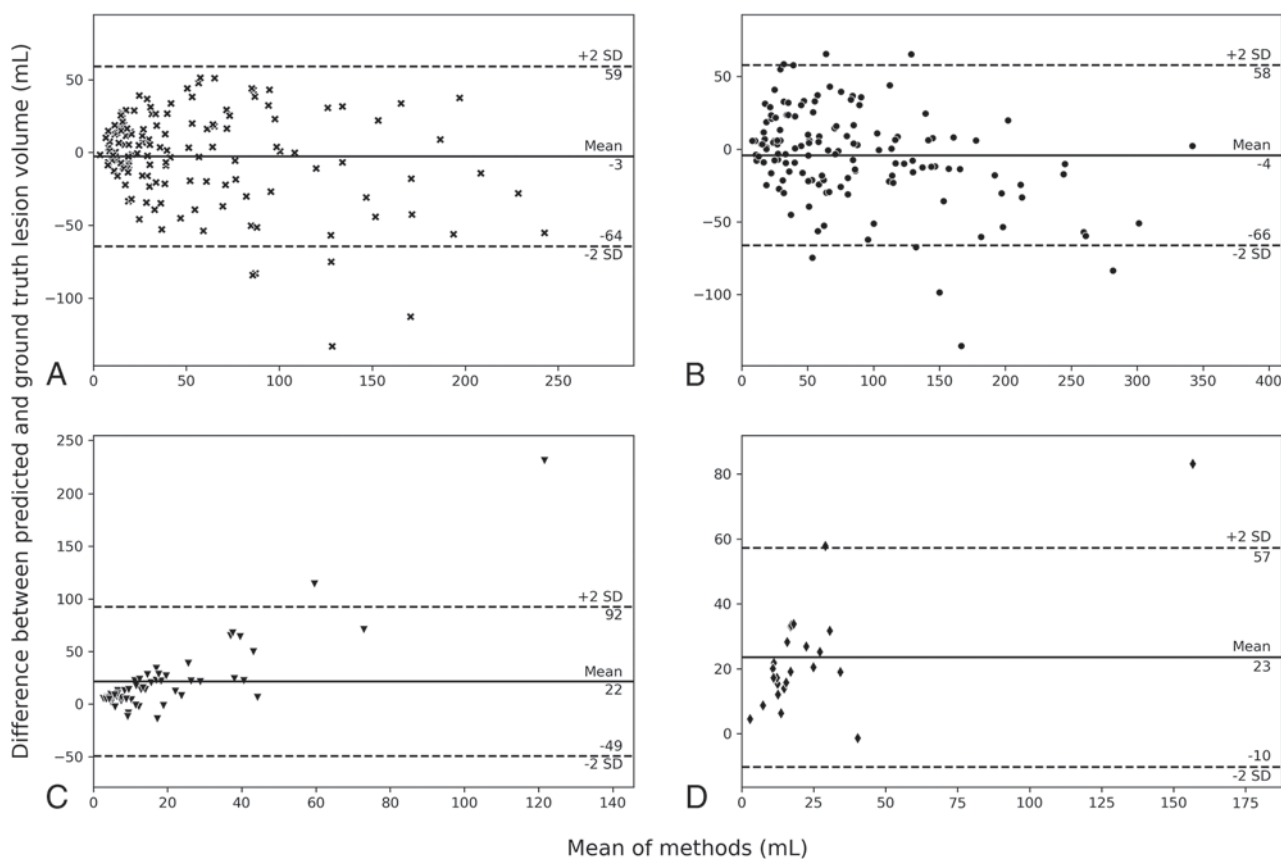 Difference between predicted and ground truth lesion volume (mL)
50
0
−50
−100
+2 SD
59
Mean
-3
-64
-2 SD
A
0 50 100 150 200 250
50
0
−50
−100
+2 SD
58
Mean
-4
-66
-2 SD
B
0 50 100 150 200 250 300 350 400
250
200
150
100
50
0
−50
+2 SD
92
Mean
22
-49
-2 SD
C
0 20 40 60 80 100 120 140
80
60
40
20
0
+2 SD
57
Mean
23
-10
-2 SD
D
0 25 50 75 100 125 150 175
Mean of methods (mL)